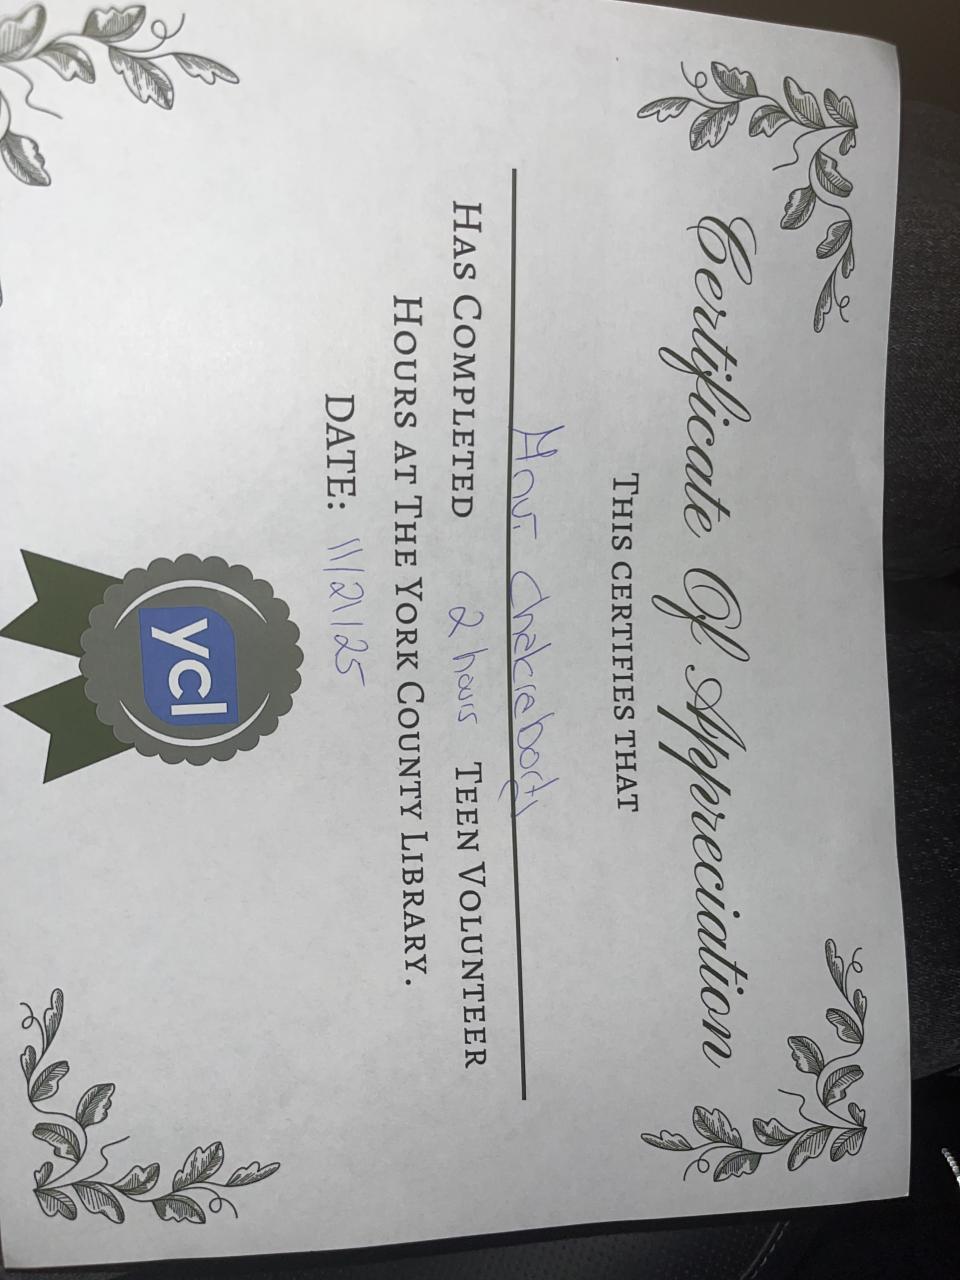 Certificate Of Appreciation
THIS CERTIFIES THAT
Chakraborty
HAS COMPLETED 2 hours TEEN VOLUNTEER
HOURS AT THE YORK COUNTY LIBRARY.
DATE: 11/21/25
ycl